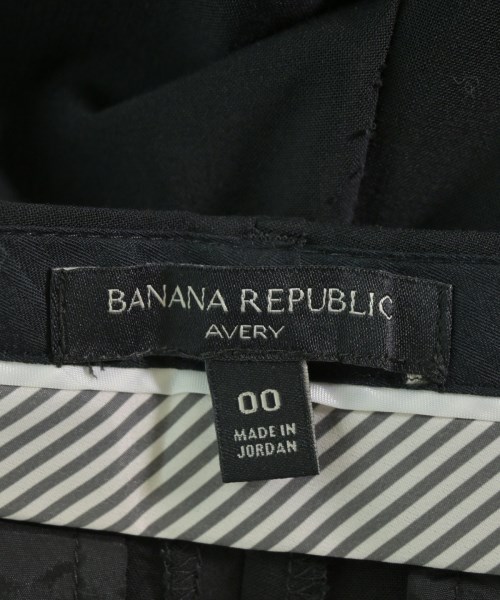 BANANA REPUBLIC
AVERY
00
MADE IN
JORDAN